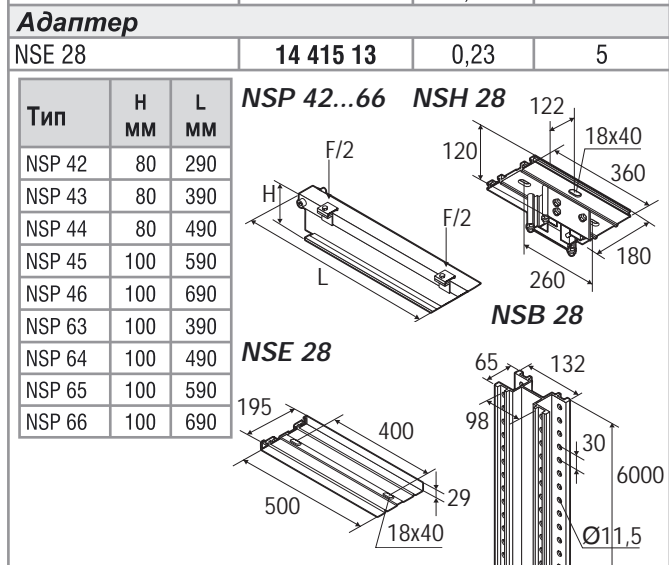 Адаптер
NSE 28 14 415 13 0,23 5
Тип H мм L мм
NSP 42 80 290
NSP 43 80 390
NSP 44 80 490
NSP 45 100 590
NSP 46 100 690
NSP 63 100 390
NSP 64 100 490
NSP 65 100 590
NSP 66 100 690
NSP 42...66
F/2
H
F/2
L
NSH 28
122
18x40
120
360
180
260
NSE 28
195
400
29
500
18x40
NSB 28
65
132
98
30
6000
Ø11,5